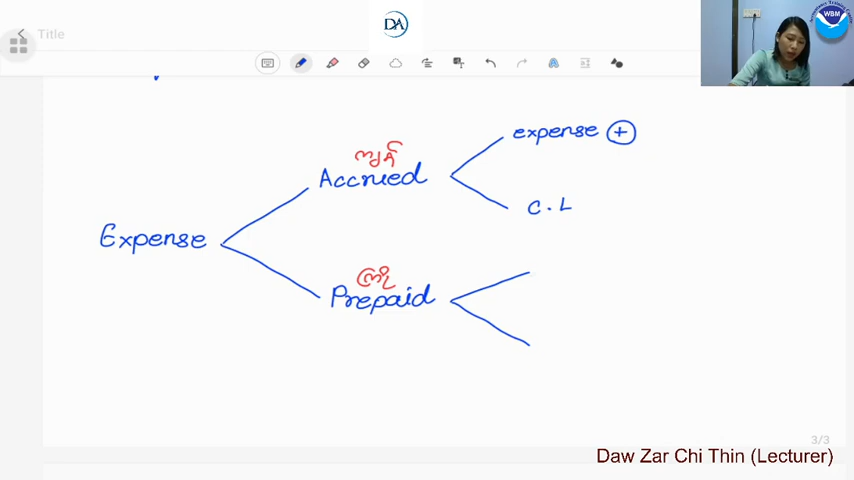 Title
DA
WBM
ကျန်
Accrued
expense +
C.L
Expense
ကြို
Prepaid
3/3
Daw Zar Chi Thin (Lecturer)